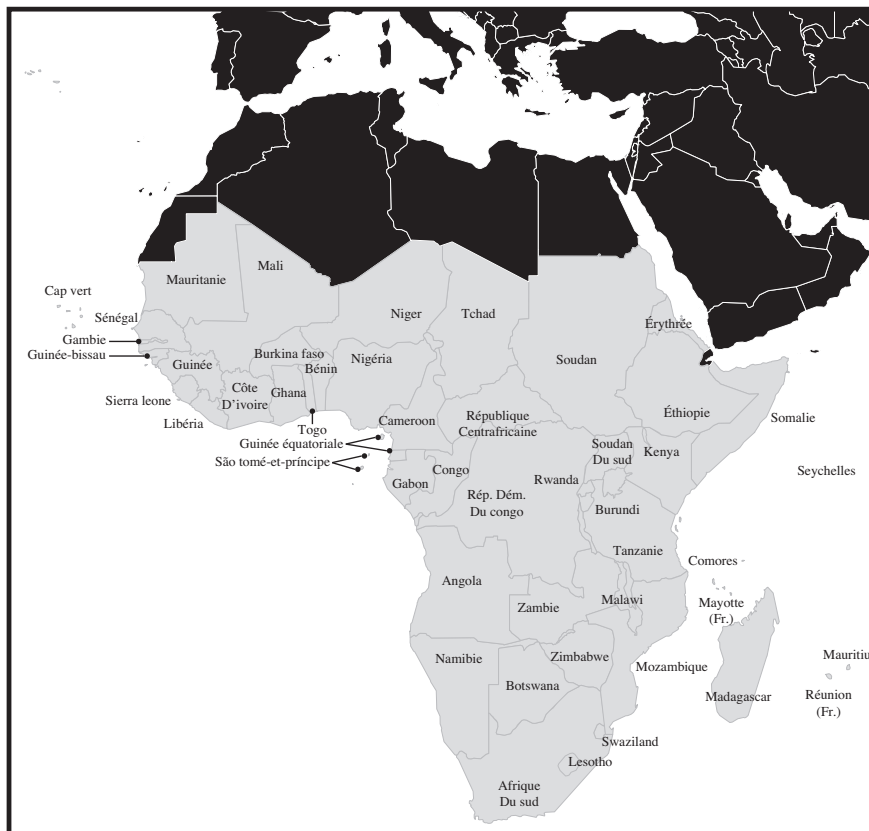 Mali
Mauritanie
Cap vert
Niger
Tchad
Sénégal
Érythrée
Gambie
Guinée-bissau
Burkina faso
Nigéria
Soudan
Guinée
Bénin
Côte
D'ivoire
Ghana
Sierra leone
Éthiopie
Somalie
Libéria
Togo
Cameroon
République
Centrafricaine
Guinée équatoriale
Soudan
Du sud
Kenya
São tomé-et-príncipe
Congo
Gabon
Rwanda
Seychelles
Rép. Dém.
Du congo
Burundi
Tanzanie
Comores
Angola
Malawi
Zambie
Mayotte
(Fr.)
Namibie
Zimbabwe
Mozambique
Mauritiu
Botswana
Madagascar
Réunion
(Fr.)
Swaziland
Lesotho
Afrique
Du sud